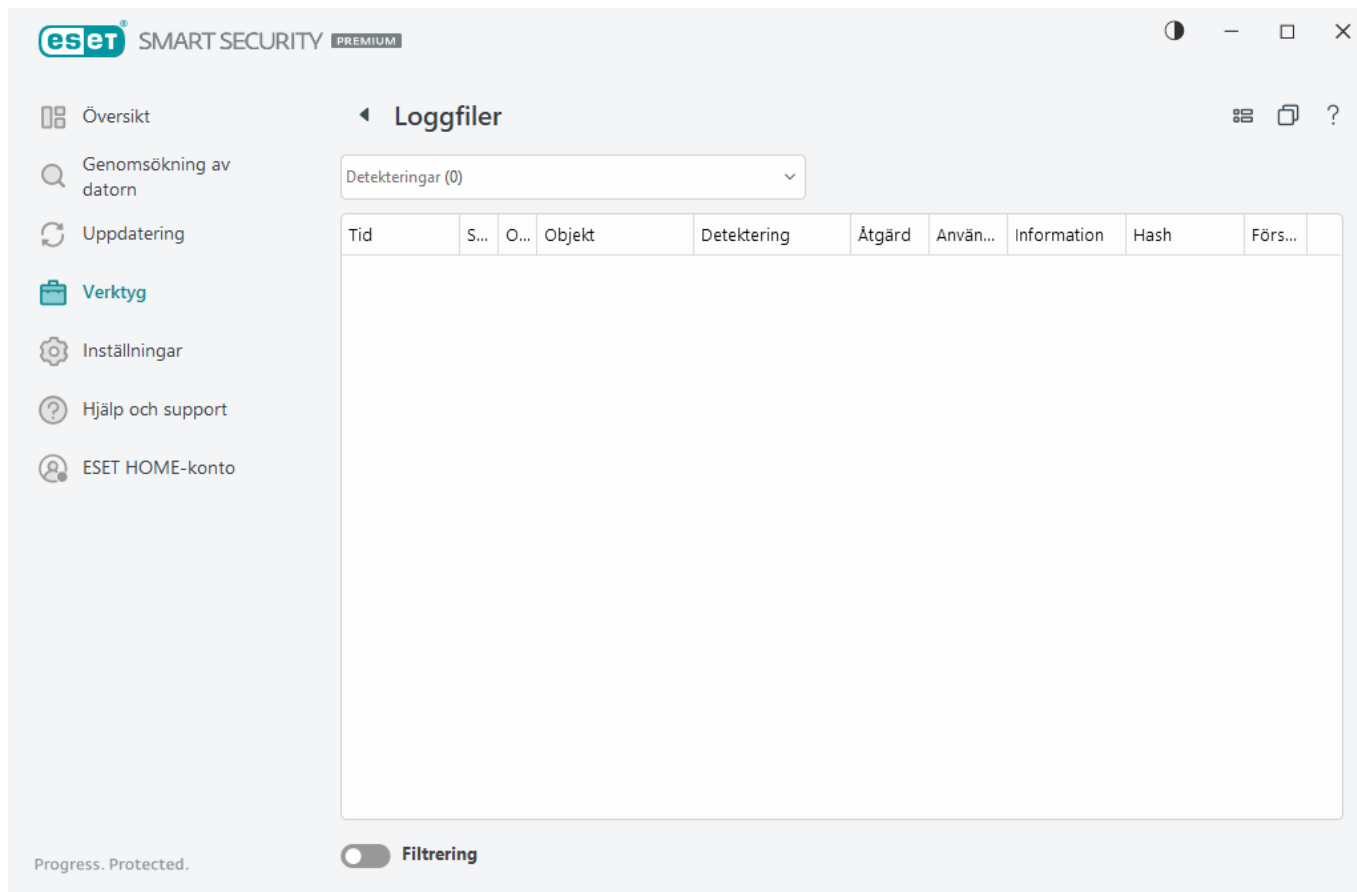 eset® SMART SECURITY PREMIUM
Översikt
Genomsökning av
datorn
Uppdatering
Verktyg
Inställningar
Hjälp och support
ESET HOME-konto
Progress. Protected.
Loggfiler
?
Detekteringar (0)
Tid S... O... Objekt Detektering Åtgärd Använ... Information Hash Förs...
Filtrering